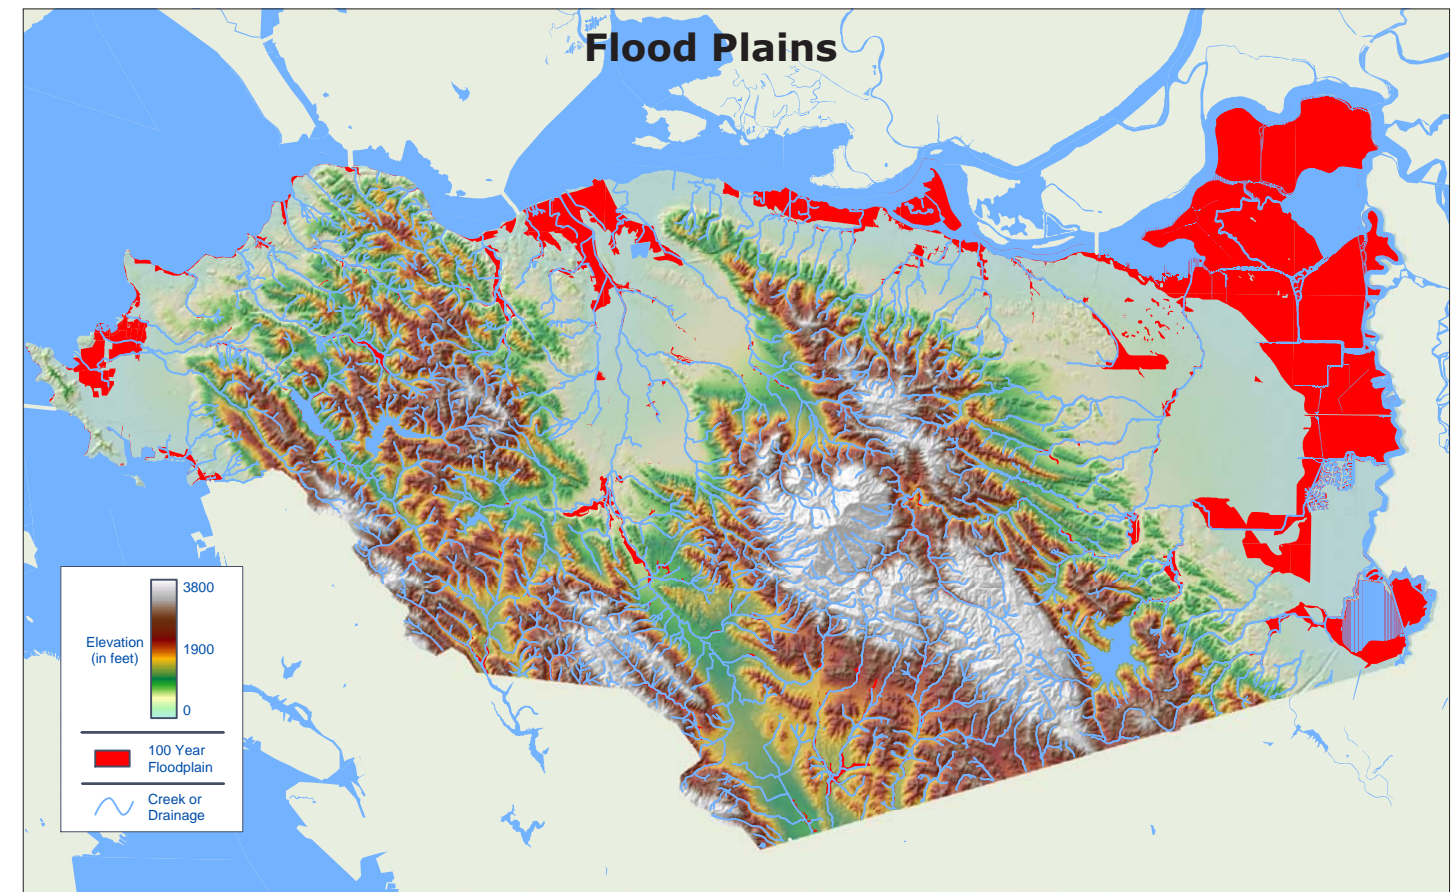 Flood Plains
3800
Elevation
(in feet)
1900
0
100 Year
Floodplain
Creek or
Drainage